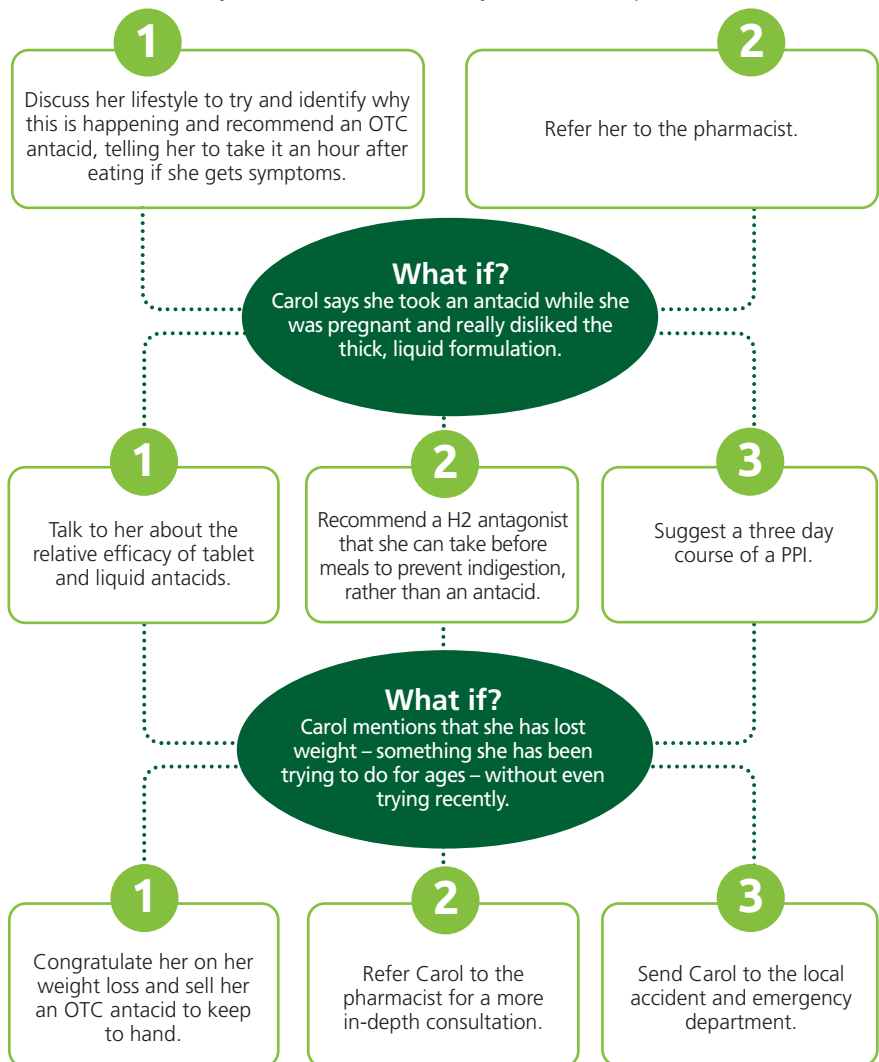 1
Discuss her lifestyle to try and identify why
this is happening and recommend an OTC
antacid, telling her to take it an hour after
eating if she gets symptoms.
2
Refer her to the pharmacist.
What if?
Carol says she took an antacid while she
was pregnant and really disliked the
thick, liquid formulation.
1
Talk to her about the
relative efficacy of tablet
and liquid antacids.
2
Recommend a H2 antagonist
that she can take before
meals to prevent indigestion,
rather than an antacid.
3
Suggest a three day
course of a PPI.
What if?
Carol mentions that she has lost
weight – something she has been
trying to do for ages – without even
trying recently.
1
Congratulate her on her
weight loss and sell her
an OTC antacid to keep
to hand.
2
Refer Carol to the
pharmacist for a more
in-depth consultation.
3
Send Carol to the local
accident and emergency
department.